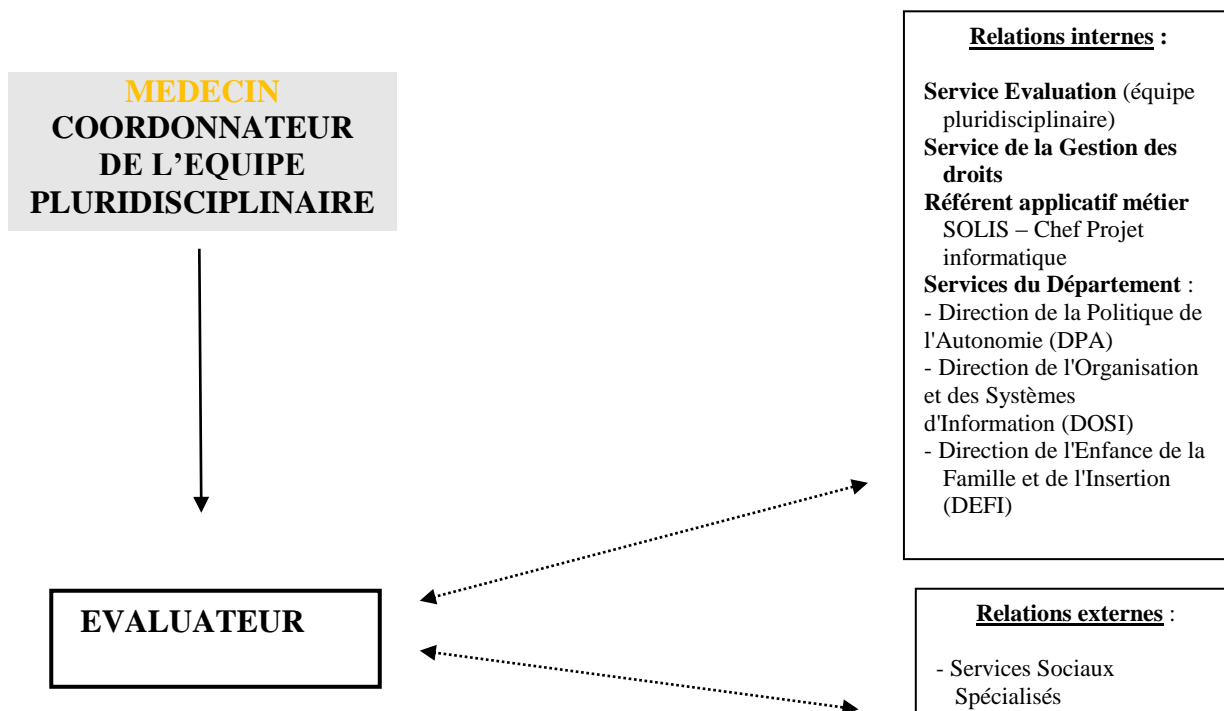 MEDECIN
COORDONNATEUR
DE L'EQUIPE
PLURIDISCIPLINAIRE
EVALUATEUR
Relations internes :
Service Evaluation (équipe
pluridisciplinaire)
Service de la Gestion des
droits
Référent applicatif métier
SOLIS – Chef Projet
informatique
Services du Département :
- Direction de la Politique de
l'Autonomie (DPA)
- Direction de l'Organisation
et des Systèmes
d'Information (DOSI)
- Direction de l'Enfance de la
Famille et de l'Insertion
(DEFI)
Relations externes :
- Services Sociaux
Spécialisés